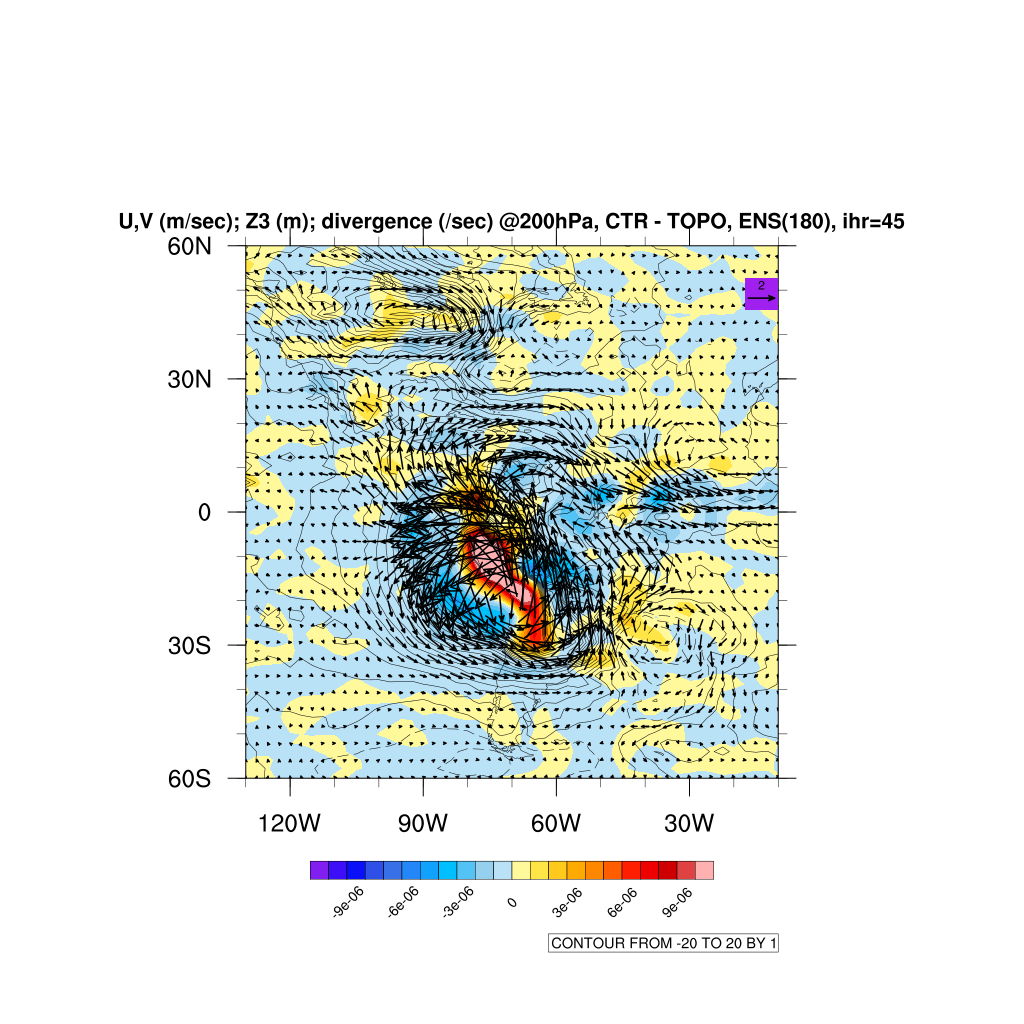 U,V (m/sec); Z3 (m); divergence (/sec) @200hPa, CTR - TOPO, ENS(180), ihr=45
60N
2
30N
0
30S
60S
120W 90W 60W 30W
-9e-06 -6e-06 -3e-06 0 3e-06 6e-06 9e-06
CONTOUR FROM -20 TO 20 BY 1